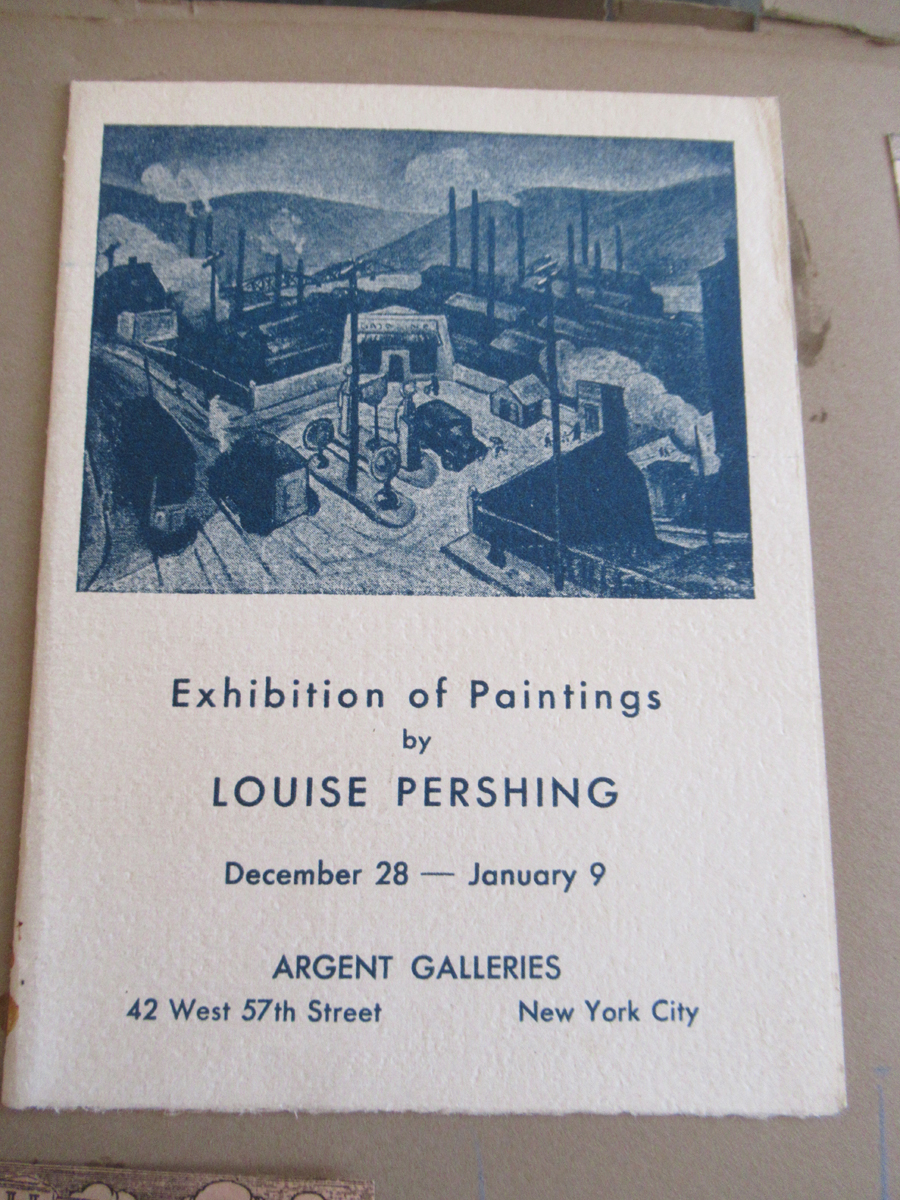 GASOLINE
Exhibition of Paintings
by
LOUISE PERSHING
December 28 — January 9
ARGENT GALLERIES
42 West 57th Street New York City